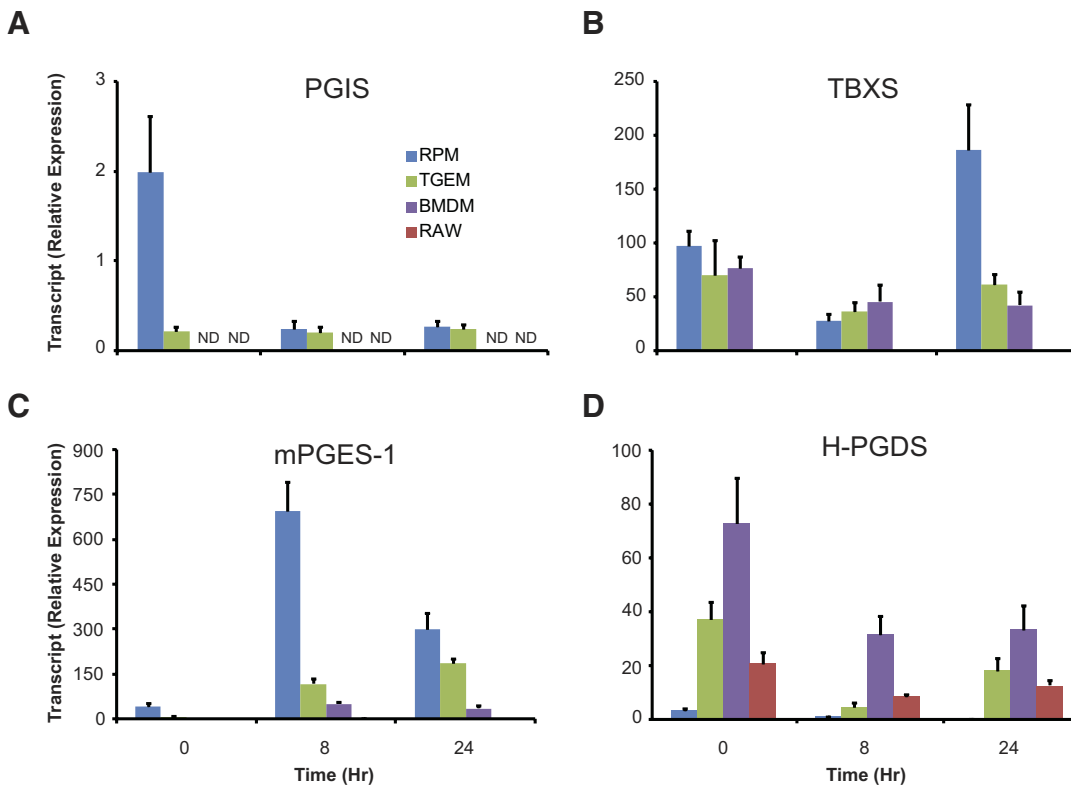 A
PGIS
Transcript (Relative Expression)
3
2
1
0
RPM
TGEM
BMDM
RAW
ND ND
ND ND
ND ND
B
TBXS
250
200
150
100
50
0
C
mPGES-1
Transcript (Relative Expression)
900
750
600
450
300
150
0
0
8
24
Time (Hr)
D
H-PGDS
100
80
60
40
20
0
0
8
24
Time (Hr)